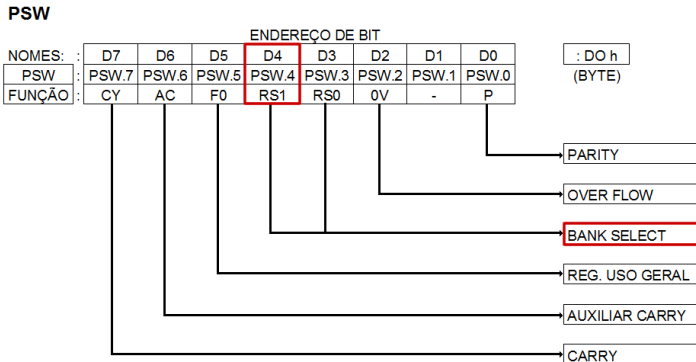 PSW
ENDEREÇO DE BIT
NOMES: : D7 D6 D5 D4 D3 D2 D1 D0 : DO h
PSW : PSW.7 PSW.6 PSW.5 PSW.4 PSW.3 PSW.2 PSW.1 PSW.0 (BYTE)
FUNÇÃO : CY AC F0 RS1 RS0 0V - P
PARITY
OVER FLOW
BANK SELECT
REG. USO GERAL
AUXILIAR CARRY
CARRY